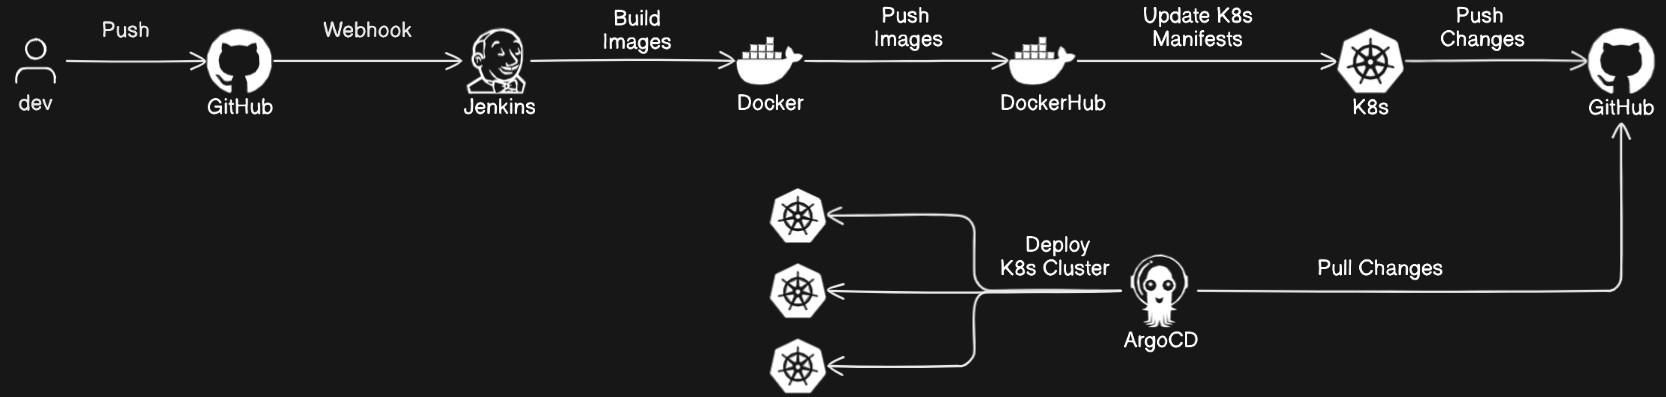 Push
Webhook
Build
Images
Push
Images
Update K8s
Manifests
Push
Changes
dev
GitHub
Jenkins
Docker
DockerHub
K8s
GitHub
Deploy
K8s Cluster
Pull Changes
ArgoCD